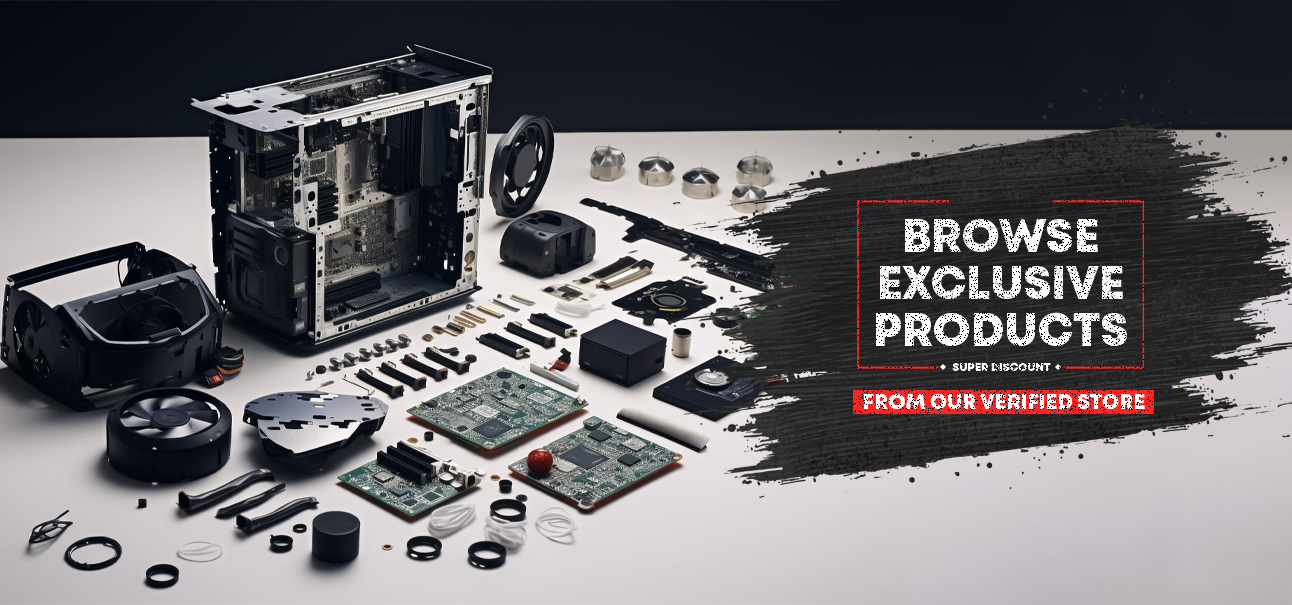 BROWSE
EXCLUSIVE
PRODUCTS
SUPER DISCOUNT
FROM OUR VERIFIED STORE